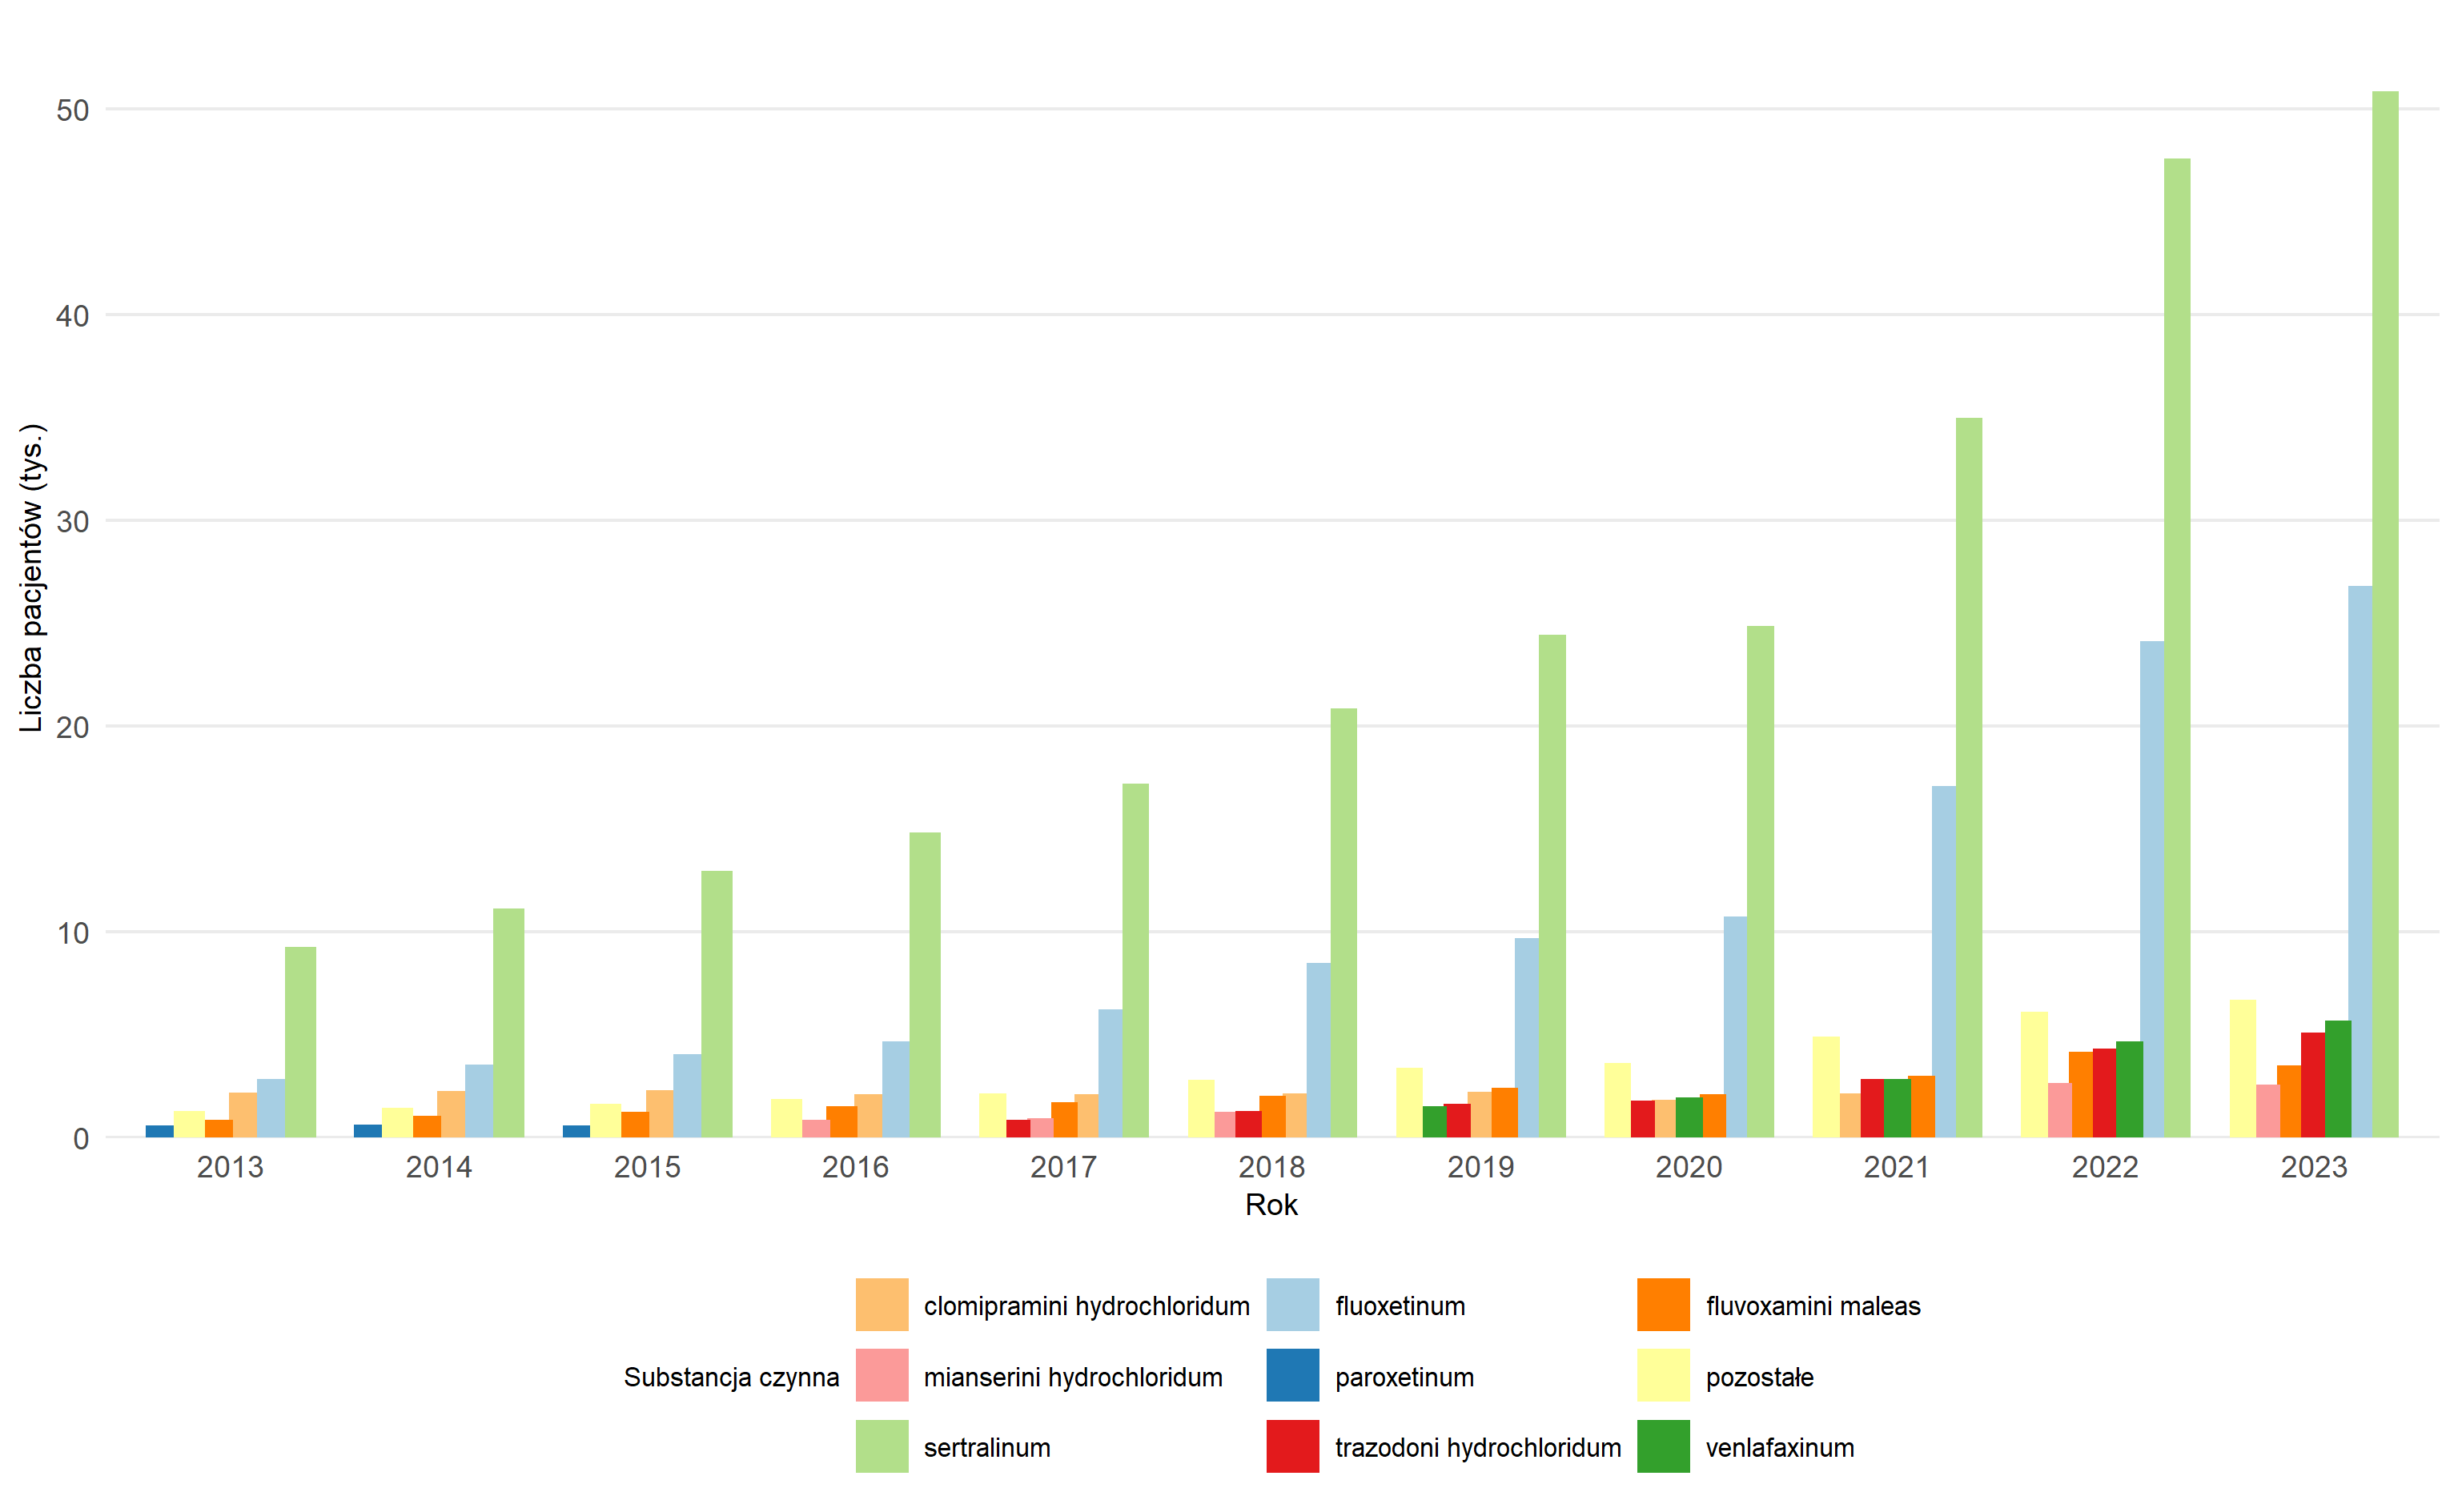 Liczba pacjentów (tys.)
50
40
30
20
10
0
2013 2014 2015 2016 2017 2018 2019 2020 2021 2022 2023
Rok
Substancja czynna
clomipramini hydrochloridum fluoxetinum fluvoxamini maleas
mianserini hydrochloridum paroxetinum pozostałe
sertralinum trazodoni hydrochloridum venlafaxinum